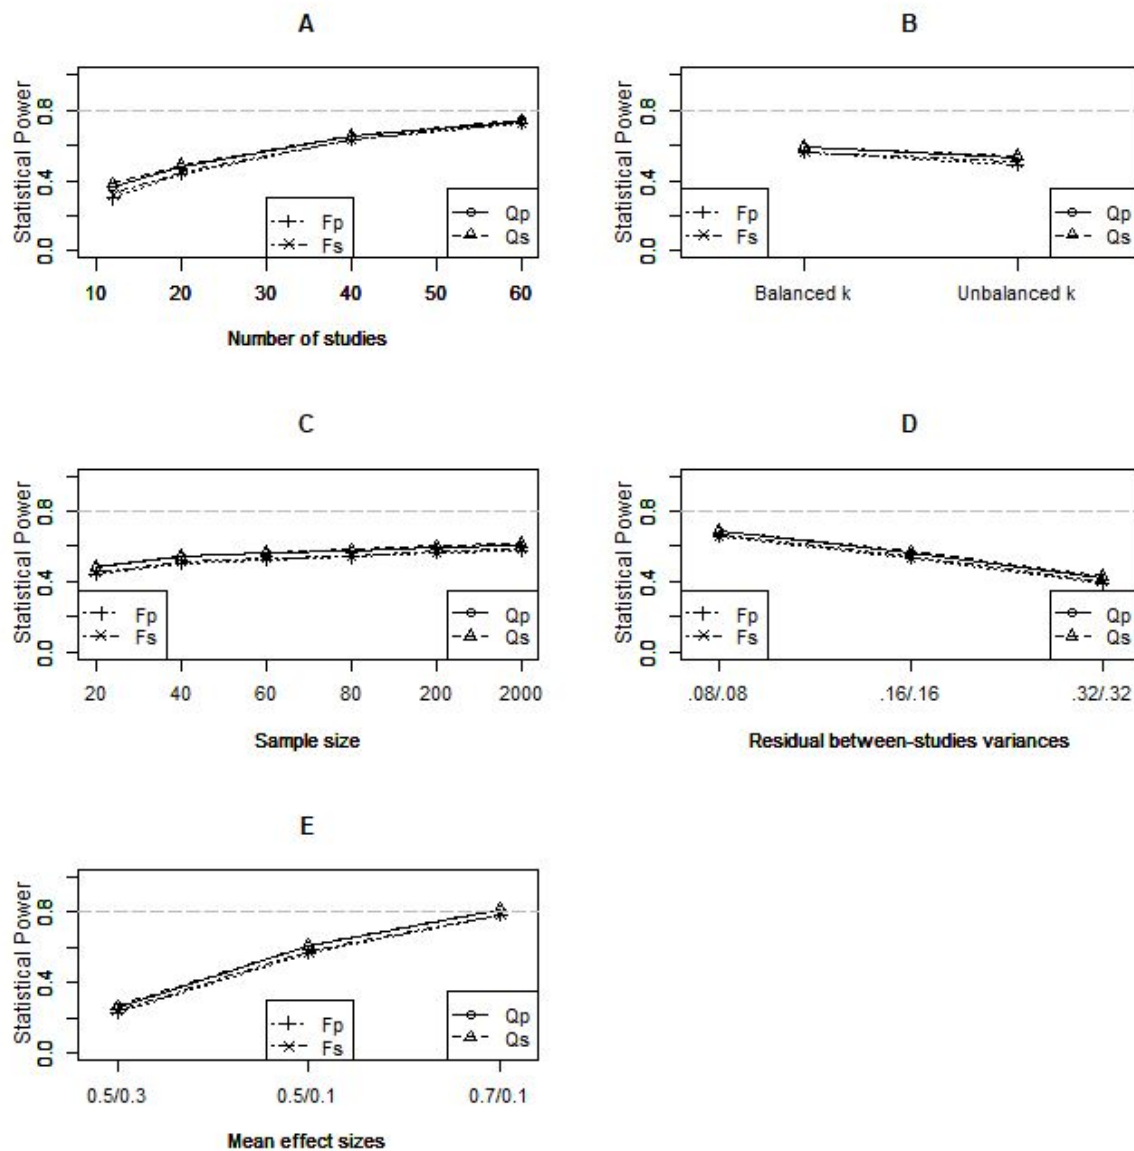 A
Statistical Power
0.8
0.4
0.0
Fp
Fs
Qp
Qs
10 20 30 40 50 60
Number of studies
B
Statistical Power
0.8
0.4
0.0
Fp
Fs
Qp
Qs
Balanced k Unbalanced k
C
Statistical Power
0.8
0.4
0.0
Fp
Fs
Qp
Qs
20 40 60 80 200 2000
Sample size
D
Statistical Power
0.8
0.4
0.0
Fp
Fs
Qp
Qs
.08/.08 .16/.16 .32/.32
Residual between-studies variances
E
Statistical Power
0.8
0.4
0.0
Fp
Fs
Qp
Qs
0.5/0.3 0.5/0.1 0.7/0.1
Mean effect sizes